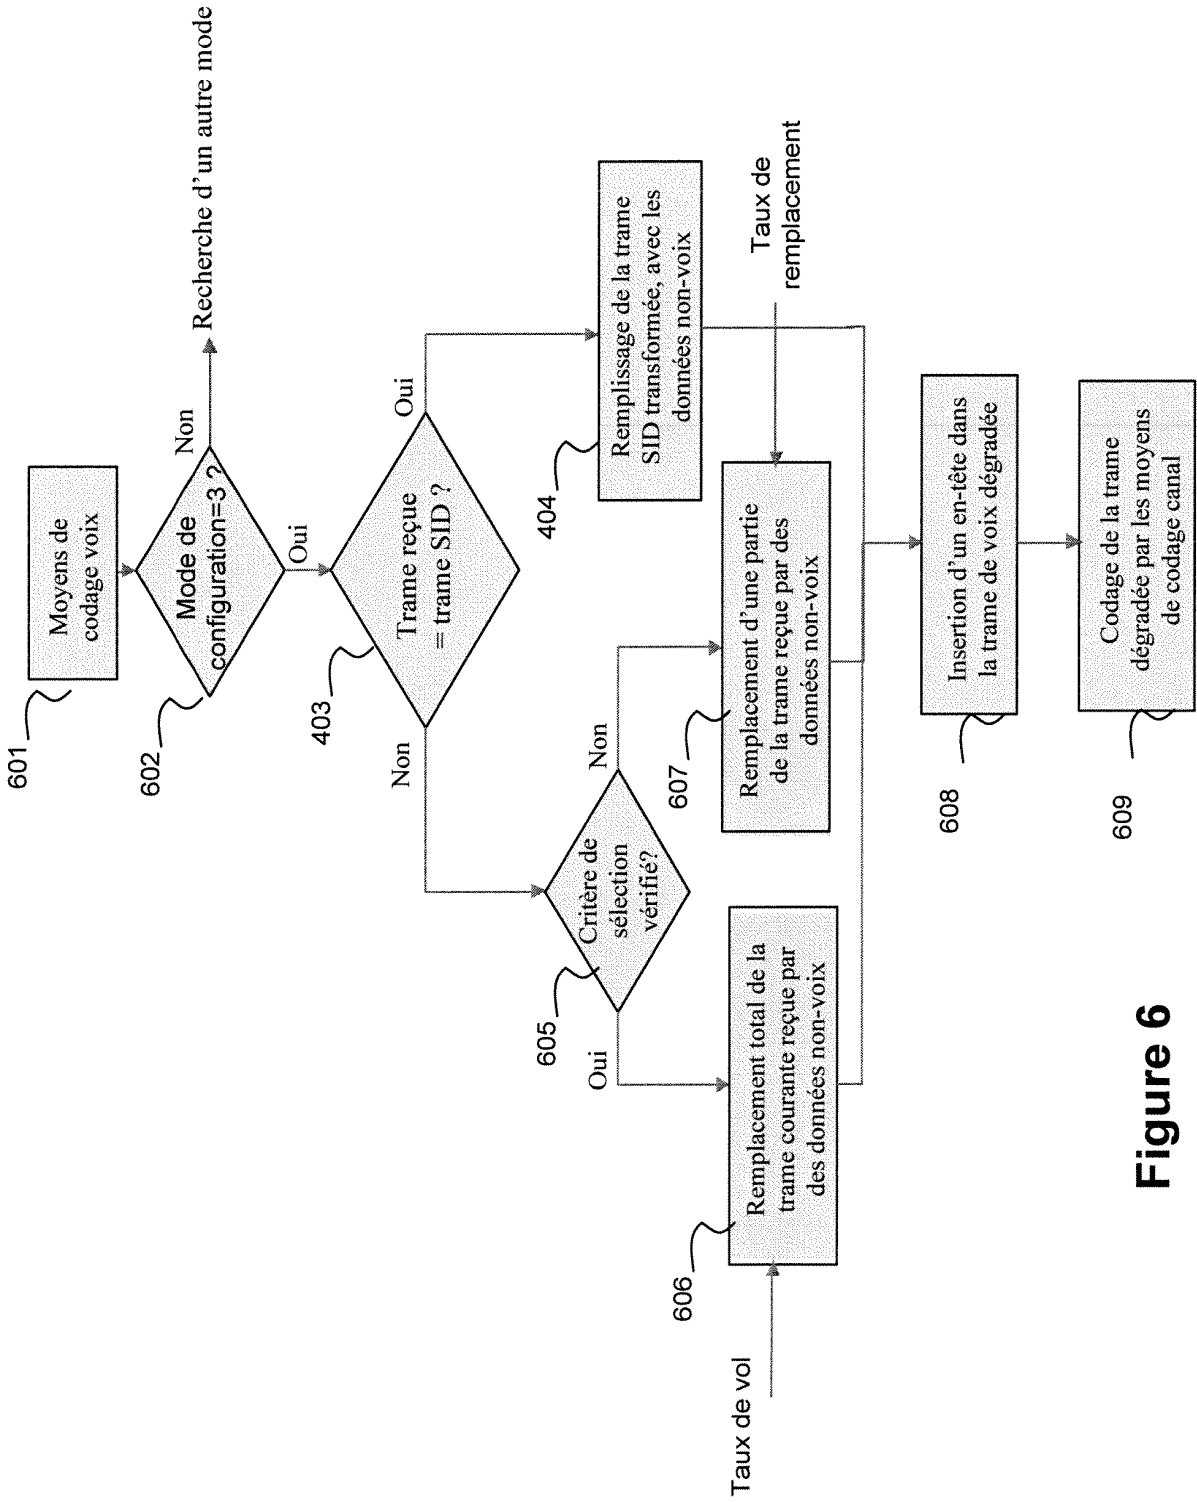 601
Moyens de
codage voix
602
Mode de
configuration=3 ?
Non
Recherche d'un autre mode
Oui
403
Trame reçue
= trame SID ?
Non
Oui
605
Critère de
sélection
vérifié?
Oui
Non
404
Remplissage de la trame
SID transformée, avec les
données non-voix
Taux de vol
606
Remplacement total de la
trame courante reçue par
des données non-voix
607
Remplacement d'une partie
de la trame reçue par des
données non-voix
Taux de
remplacement
608
Insertion d'un en-tête dans
la trame de voix dégradée
609
Codage de la trame
dégradée par les moyens
de codage canal
Figure 6